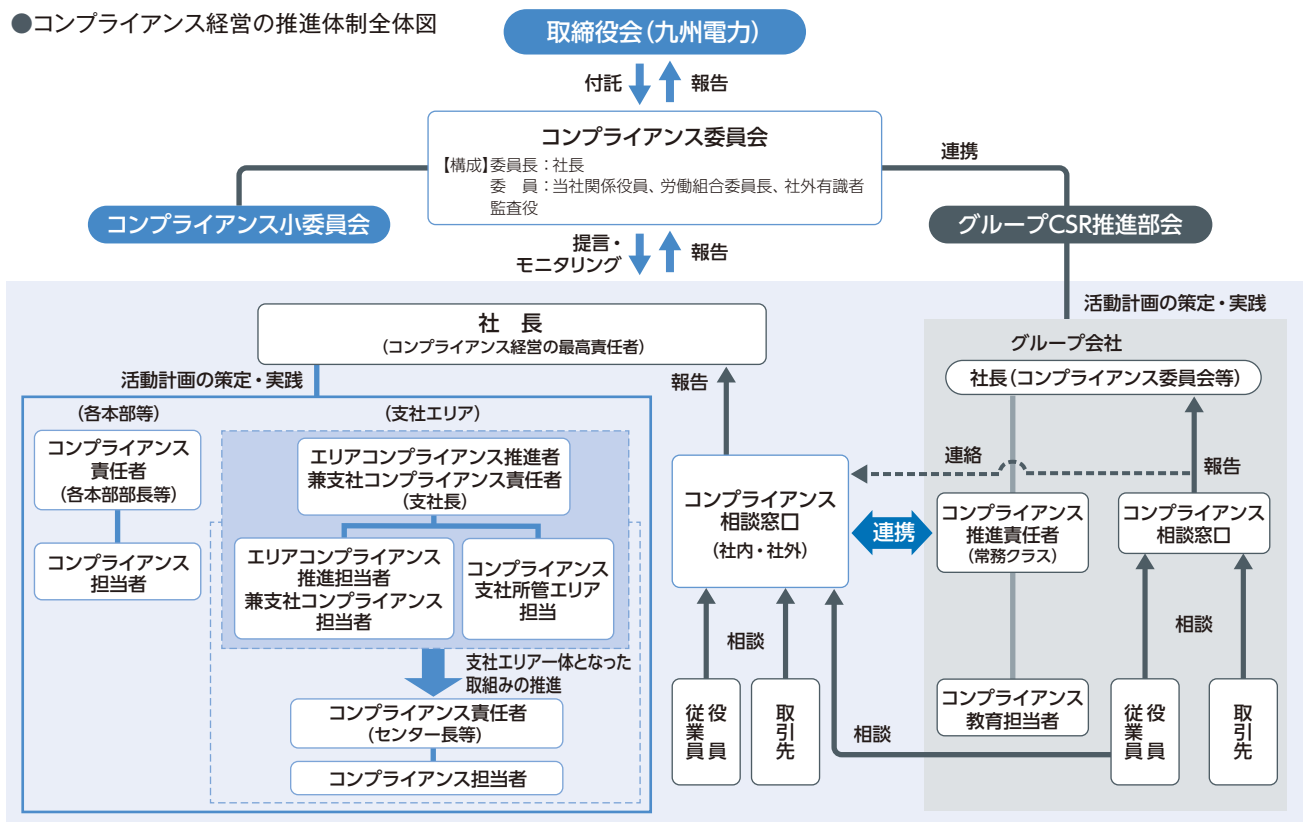 ●コンプライアンス経営の推進体制全体図
取締役会（九州電力）
付託
報告
コンプライアンス委員会
【構成】委員長：社長
委　員：当社関係役員、労働組合委員長、社外有識者
監査役
連携
コンプライアンス小委員会
グループCSR推進部会
提言・
モニタリング
報告
社　長
（コンプライアンス経営の最高責任者）
活動計画の策定・実践
（各本部等）
コンプライアンス
責任者
（各本部部長等）
コンプライアンス
担当者
（支社エリア）
エリアコンプライアンス推進者
兼支社コンプライアンス責任者
（支社長）
エリアコンプライアンス
推進担当者
兼支社コンプライアンス
担当者
コンプライアンス
支社所管エリア
担当
支社エリア一体となった
取組みの推進
コンプライアンス責任者
（センター長等）
コンプライアンス担当者
報告
コンプライアンス
相談窓口
（社内・社外）
連携
連絡
相談
役員
従業員
取引先
相談
活動計画の策定・実践
グループ会社
社長（コンプライアンス委員会等）
報告
コンプライアンス
推進責任者
（常務クラス）
コンプライアンス
相談窓口
コンプライアンス
教育担当者
相談
役員
従業員
取引先